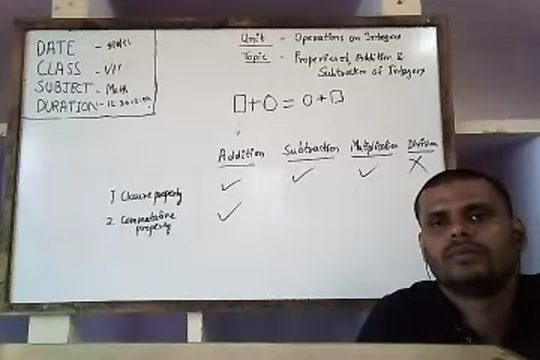 DATE -
CLASS - VII
SUBJECT - Math
DURATION -
Unit - Operations on Integers
Topic - Properties of Addition &
Subtraction of Integers
□+○=○+□
Addition Subtraction Multiplication Division
1) Closure property ✓ ✓ ✓ ✗
2. Commutative ✓
property